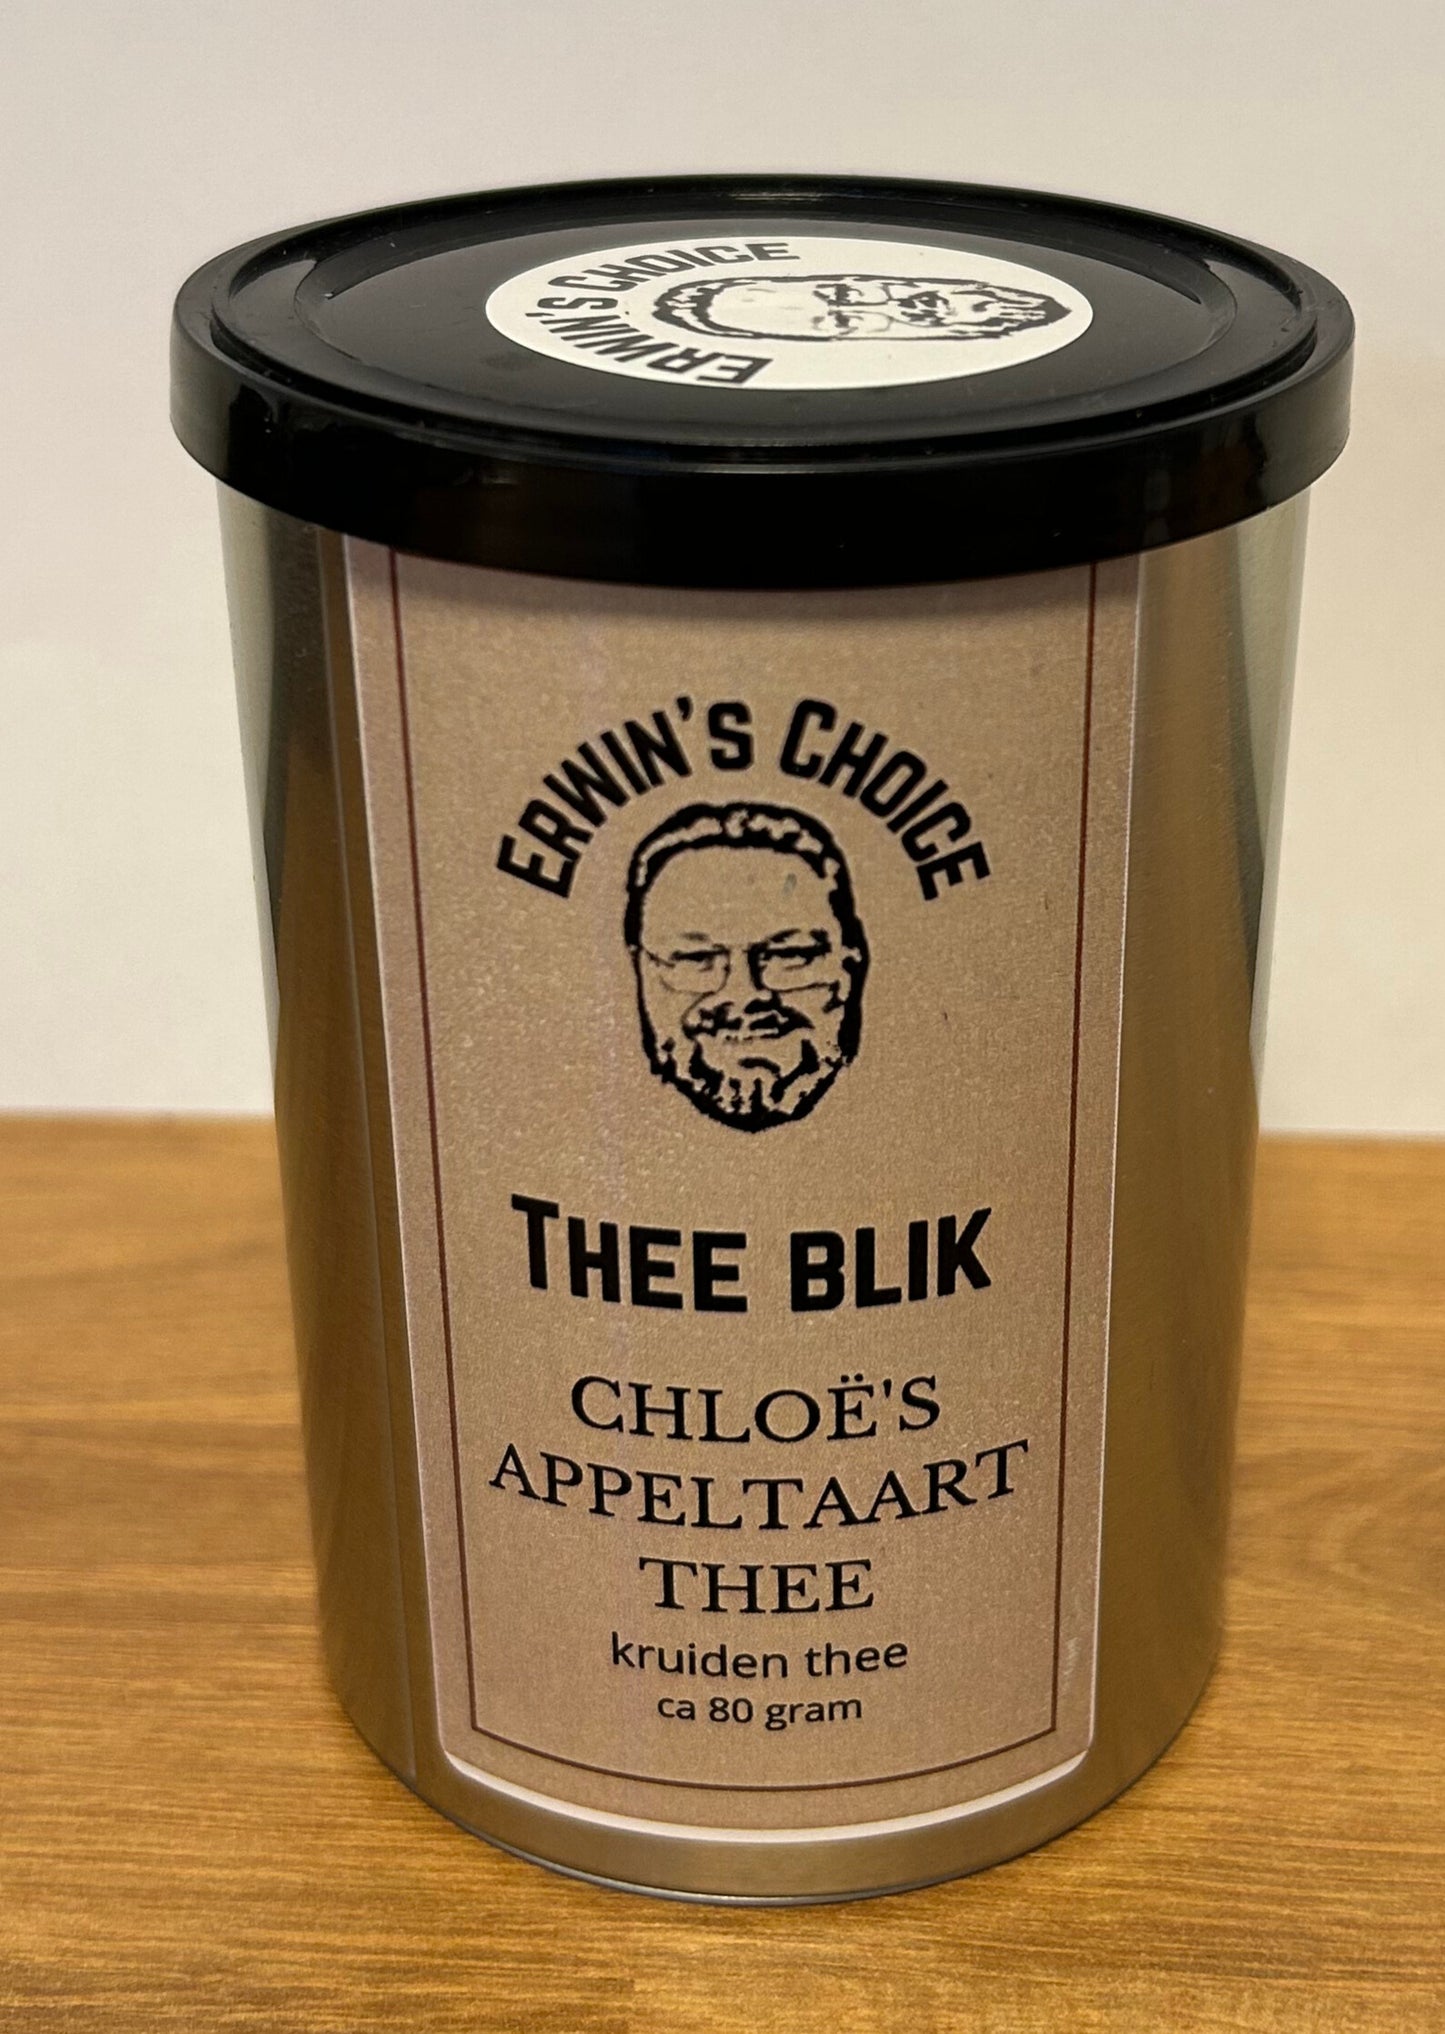 ERWIN'S CHOICE
ERWIN'S CHOICE
THEE BLIK
CHLOË'S
APPELTAART
THEE
kruiden thee
ca 80 gram